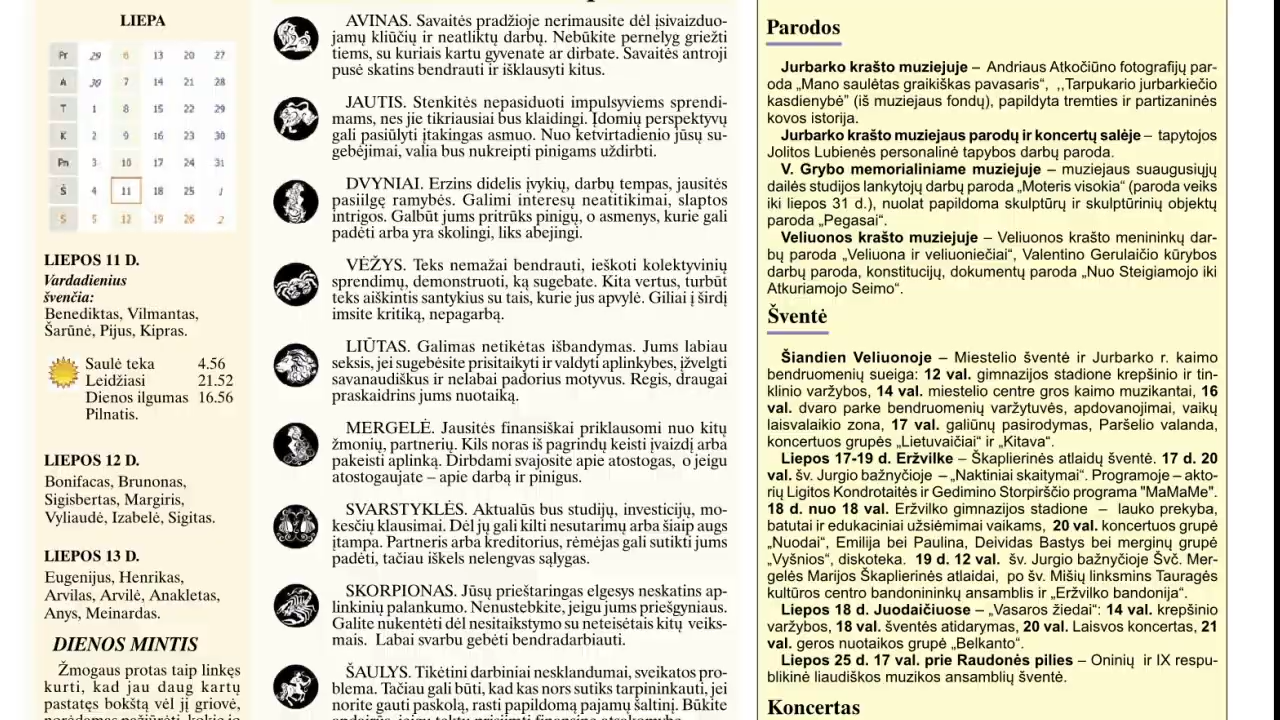 LIEPA
Pr 29 6 13 20 27
A 30 7 14 21 28
T 1 8 15 22 29
K 2 9 16 23 30
Pn 3 10 17 24 31
Š 4 11 18 25 1
S 5 12 19 26 2
LIEPOS 11 D.
Vardadienius
švenčia:
Benediktas, Vilmantas,
Šarūnė, Pijus, Kipras.
Saulė teka 4.56
Leidžiasi 21.52
Dienos ilgumas 16.56
Pilnatis.
LIEPOS 12 D.
Bonifacas, Brunonas,
Sigisbertas, Margiris,
Vyliaudė, Izabelė, Sigitas.
LIEPOS 13 D.
Eugenijus, Henrikas,
Arvilas, Arvilė, Anakletas,
Anys, Meinardas.
DIENOS MINTIS
Žmogaus protas taip linkęs
kurti, kad jau daug kartų
pastatęs bokštą vėl jį griovė,
AVINAS. Savaitės pradžioje nerimausite dėl įsivaizduo-
jamų kliūčių ir neatliktų darbų. Nebūkite pernelyg griežti
tiems, su kuriais kartu gyvenate ar dirbate. Savaitės antroji
pusė skatins bendrauti ir išklausyti kitus.
JAUTIS. Stenkitės nepasiduoti impulsyviems sprendi-
mams, nes jie tikriausiai bus klaidingi. Įdomių perspektyvų
gali pasiūlyti įtakingas asmuo. Nuo ketvirtadienio jūsų su-
gebėjimai, valia bus nukreipti pinigams uždirbti.
DVYNIAI. Erzins didelis įvykių, darbų tempas, jausitės
pasiilgę ramybės. Galimi interesų neatitikimai, slaptos
intrigos. Galbūt jums pritrūks pinigų, o asmenys, kurie gali
padėti arba yra skolingi, liks abejingi.
VĖŽYS. Teks nemažai bendrauti, ieškoti kolektyvinių
sprendimų, demonstruoti, ką sugebate. Kita vertus, turbūt
teks aiškintis santykius su tais, kurie jus apvylė. Giliai į širdį
imsite kritiką, nepagarbą.
LIŪTAS. Galimas netikėtas išbandymas. Jums labiau
seksis, jei sugebėsite prisitaikyti ir valdyti aplinkybes, įžvelgti
savanaudiškus ir nelabai padorius motyvus. Regis, draugai
praskaidrins jums nuotaiką.
MERGELĖ. Jausitės finansiškai priklausomi nuo kitų
žmonių, partnerių. Kils noras iš pagrindų keisti įvaizdį arba
pakeisti aplinką. Dirbdami svajosite apie atostogas, o jeigu
atostogaujate – apie darbą ir pinigus.
SVARSTYKLĖS. Aktualūs bus studijų, investicijų, mo-
kesčių klausimai. Dėl jų gali kilti nesutarimų arba šiaip augs
įtampa. Partneris arba kreditorius, rėmėjas gali sutikti jums
padėti, tačiau iškels nelengvas sąlygas.
SKORPIONAS. Jūsų prieštaringas elgesys neskatins ap-
linkinių palankumo. Nenustebkite, jeigu jums priešgyniaus.
Galite nukentėti dėl nesitaikstymo su neteisėtais kitų veiks-
mais. Labai svarbu gebėti bendradarbiauti.
ŠAULYS. Tikėtini darbiniai nesklandumai, sveikatos pro-
blema. Tačiau gali būti, kad kas nors sutiks tarpininkauti, jei
norite gauti paskolą, rasti papildomą pajamų šaltinį. Būkite
Parodos
Jurbarko krašto muziejuje – Andriaus Atkočiūno fotografijų par-
oda „Mano saulėtas graikiškas pavasaris“, ,,Tarpukario jurbarkiečio
kasdienybė” (iš muziejaus fondų), papildyta tremties ir partizaninės
kovos istorija.
Jurbarko krašto muziejaus parodų ir koncertų salėje – tapytojos
Jolitos Lubienės personalinė tapybos darbų paroda.
V. Grybo memorialiniame muziejuje – muziejaus suaugusiųjų
dailės studijos lankytojų darbų paroda „Moteris visokia“ (paroda veiks
iki liepos 31 d.), nuolat papildoma skulptūrų ir skulptūrinių objektų
paroda „Pegasai“.
Veliuonos krašto muziejuje – Veliuonos krašto menininkų dar-
bų paroda „Veliuona ir veliuoniečiai“, Valentino Gerulaičio kūrybos
darbų paroda, konstitucijų, dokumentų paroda „Nuo Steigiamojo iki
Atkuriamojo Seimo“.
Šventė
Šiandien Veliuonoje – Miestelio šventė ir Jurbarko r. kaimo
bendruomenių sueiga: 12 val. gimnazijos stadione krepšinio ir tin-
klinio varžybos, 14 val. miestelio centre gros kaimo muzikantai, 16
val. dvaro parke bendruomenių varžytuvės, apdovanojimai, vaikų
laisvalaikio zona, 17 val. galiūnų pasirodymas, Paršelio valanda,
koncertuos grupės „Lietuvaičiai“ ir „Kitava“.
Liepos 17-19 d. Eržvilke – Škaplierinės atlaidų šventė. 17 d. 20
val. šv. Jurgio bažnyčioje – „Naktiniai skaitymai“. Programoje – akto-
rių Ligitos Kondrotaitės ir Gedimino Storpirščio programa "MaMaMe".
18 d. nuo 18 val. Eržvilko gimnazijos stadione – lauko prekyba,
batutai ir edukaciniai užsiėmimai vaikams, 20 val. koncertuos grupė
„Nuodai“, Emilija bei Paulina, Deividas Bastys bei merginų grupė
„Vyšnios”, diskoteka. 19 d. 12 val. šv. Jurgio bažnyčioje Švč. Mer-
gelės Marijos Škaplierinės atlaidai, po šv. Mišių linksmins Tauragės
kultūros centro bandonininkų ansamblis ir „Eržvilko bandonija“.
Liepos 18 d. Juodaičiuose – „Vasaros žiedai“: 14 val. krepšinio
varžybos, 18 val. šventės atidarymas, 20 val. Laisvos koncertas, 21
val. geros nuotaikos grupė „Belkanto“.
Liepos 25 d. 17 val. prie Raudonės pilies – Oninių ir IX respu-
blikinė liaudiškos muzikos ansamblių šventė.
Koncertas